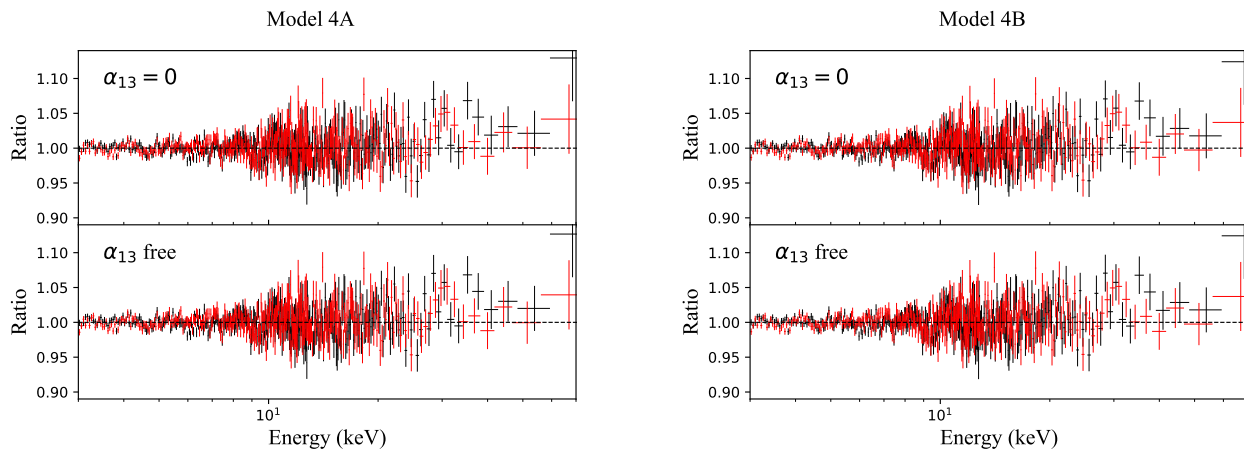 Model 4A
Ratio
1.10
1.05
1.00
0.95
0.90
α₁₃ = 0
Ratio
1.10
1.05
1.00
0.95
0.90
α₁₃ free
10¹
Energy (keV)
Model 4B
Ratio
1.10
1.05
1.00
0.95
0.90
α₁₃ = 0
Ratio
1.10
1.05
1.00
0.95
0.90
α₁₃ free
10¹
Energy (keV)